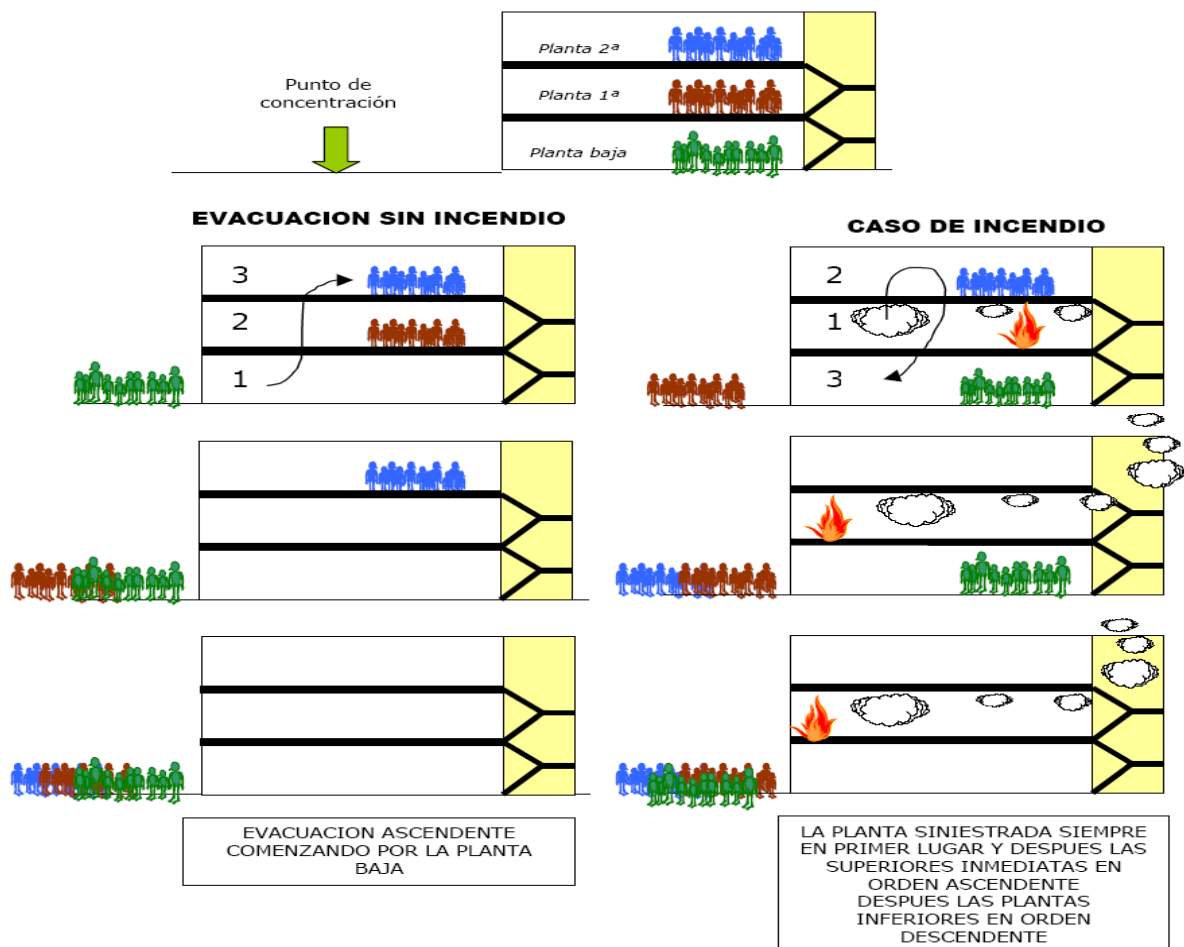 Planta 2ª
Planta 1ª
Planta baja
Punto de
concentración
EVACUACION SIN INCENDIO
3
2
1
EVACUACION ASCENDENTE
COMENZANDO POR LA PLANTA
BAJA
CASO DE INCENDIO
2
1
3
LA PLANTA SINIESTRADA SIEMPRE
EN PRIMER LUGAR Y DESPUES LAS
SUPERIORES INMEDIATAS EN
ORDEN ASCENDENTE
DESPUES LAS PLANTAS
INFERIORES EN ORDEN
DESCENDENTE